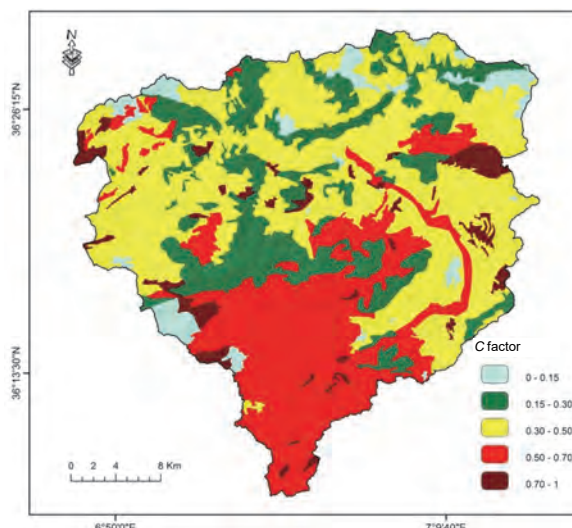 N
36°26'15"N
36°13'30"N
C factor
0 - 0.15
0.15 - 0.30
0.30 - 0.50
0.50 - 0.70
0.70 - 1
0 2 4 8 Km
6°50'0"E
7°9'40"E